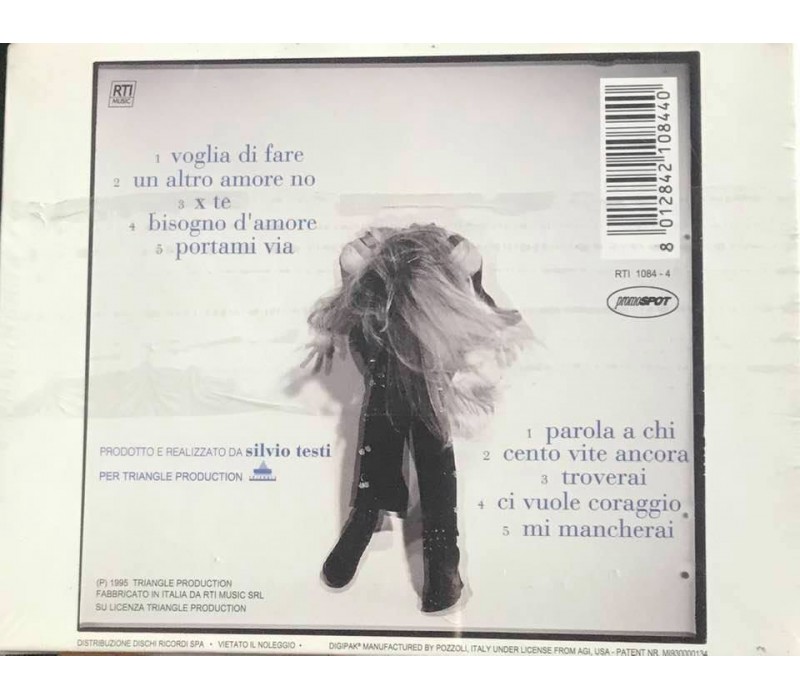 RTI
MUSIC
1 voglia di fare
2 un altro amore no
3 x te
4 bisogno d'amore
5 portami via
8 012842 108440
RTI 1084 - 4
promoSPOT
1 parola a chi
2 cento vite ancora
3 troverai
4 ci vuole coraggio
5 mi mancherai
PRODOTTO E REALIZZATO DA silvio testi
PER TRIANGLE PRODUCTION
(P) 1995 TRIANGLE PRODUCTION
FABBRICATO IN ITALIA DA RTI MUSIC SRL
SU LICENZA TRIANGLE PRODUCTION
DISTRIBUZIONE DISCHI RICORDI SPA • VIETATO IL NOLEGGIO • DIGIPAK® MANUFACTURED BY POZZOLI, ITALY UNDER LICENSE FROM AGI, USA - PATENT NR. MI930000134